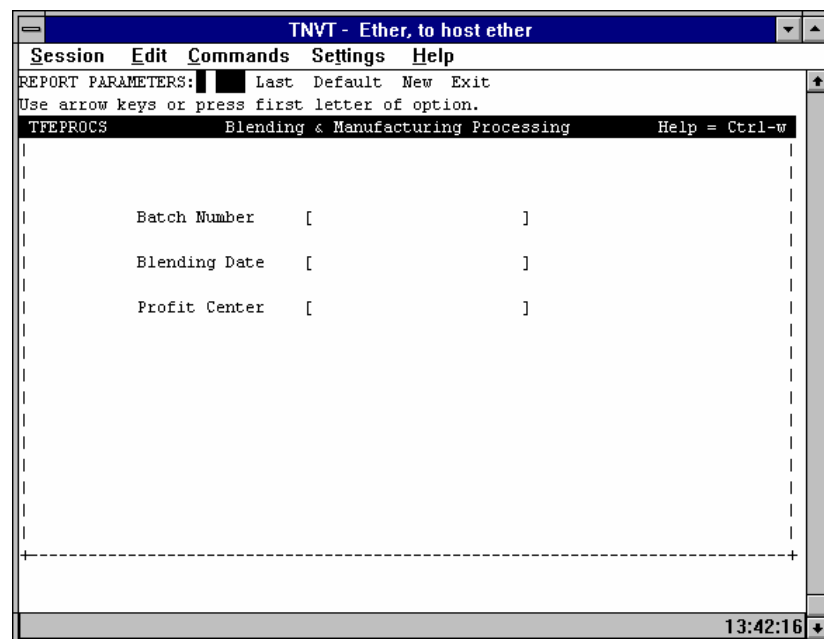 TNVT - Ether, to host ether
Session Edit Commands Settings Help
REPORT PARAMETERS: Last Default New Exit
Use arrow keys or press first letter of option.
TFEPROCS Blending & Manufacturing Processing Help = Ctrl-w
Batch Number [ ]
Blending Date [ ]
Profit Center [ ]
13:42:16